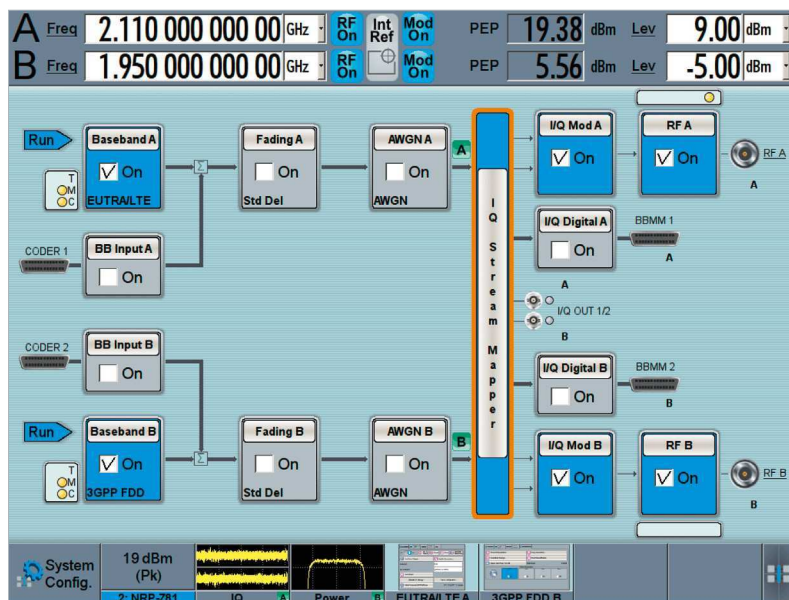 A Freq 2.110 000 000 00 GHz RF On Int Ref Mod On PEP 19.38 dBm Lev 9.00 dBm
B Freq 1.950 000 000 00 GHz RF On Mod On PEP 5.56 dBm Lev -5.00 dBm
Run
Baseband A
On
EUTRA/LTE
T
M
C
Fading A
On
Std Del
AWGN A
On
AWGN
A
I/Q Mod A
On
RF A
On
RF A
A
CODER 1
BB Input A
On
I/Q Digital A
On
BBMM 1
A
IQ Stream Mapper
A
I/Q OUT 1/2
B
CODER 2
BB Input B
On
I/Q Digital B
On
BBMM 2
B
Run
Baseband B
On
3GPP FDD
T
M
C
Fading B
On
Std Del
AWGN B
On
AWGN
B
I/Q Mod B
On
RF B
On
RF B
B
System Config.
19 dBm
(Pk)
2: NRP-Z81
IQ A
Power B
EUTRA/LTE A
3GPP FDD B